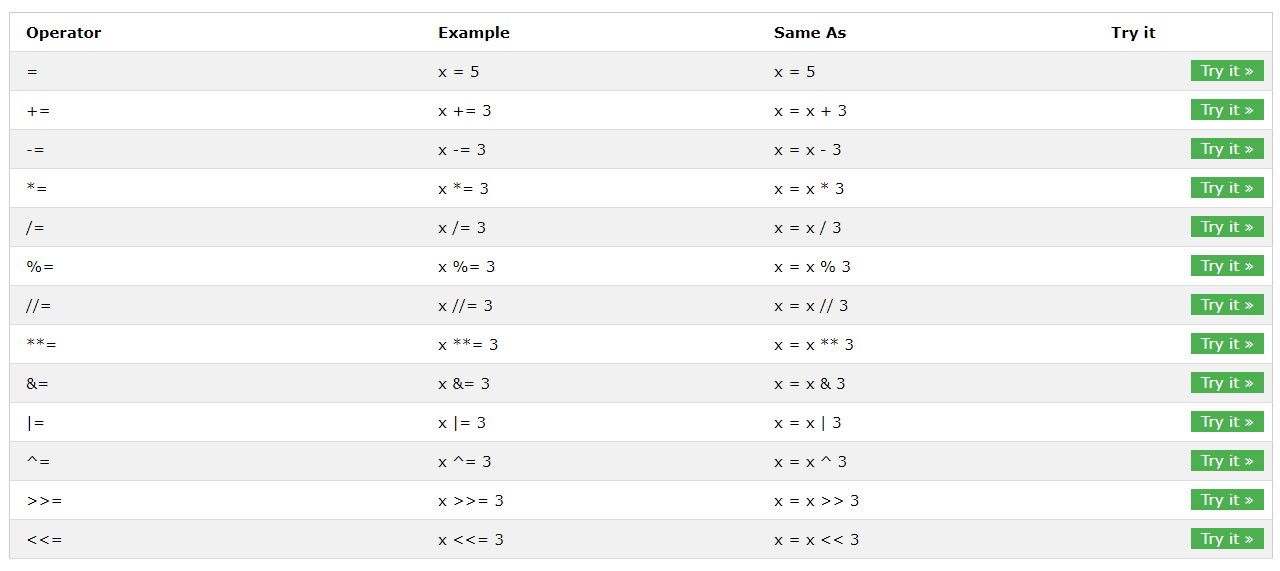 Operator Example Same As Try it
= x = 5 x = 5 Try it »
+= x += 3 x = x + 3 Try it »
-= x -= 3 x = x - 3 Try it »
*= x *= 3 x = x * 3 Try it »
/= x /= 3 x = x / 3 Try it »
%= x %= 3 x = x % 3 Try it »
//= x //= 3 x = x // 3 Try it »
**= x **= 3 x = x ** 3 Try it »
&= x &= 3 x = x & 3 Try it »
|= x |= 3 x = x | 3 Try it »
^= x ^= 3 x = x ^ 3 Try it »
>>= x >>= 3 x = x >> 3 Try it »
<<= x <<= 3 x = x << 3 Try it »